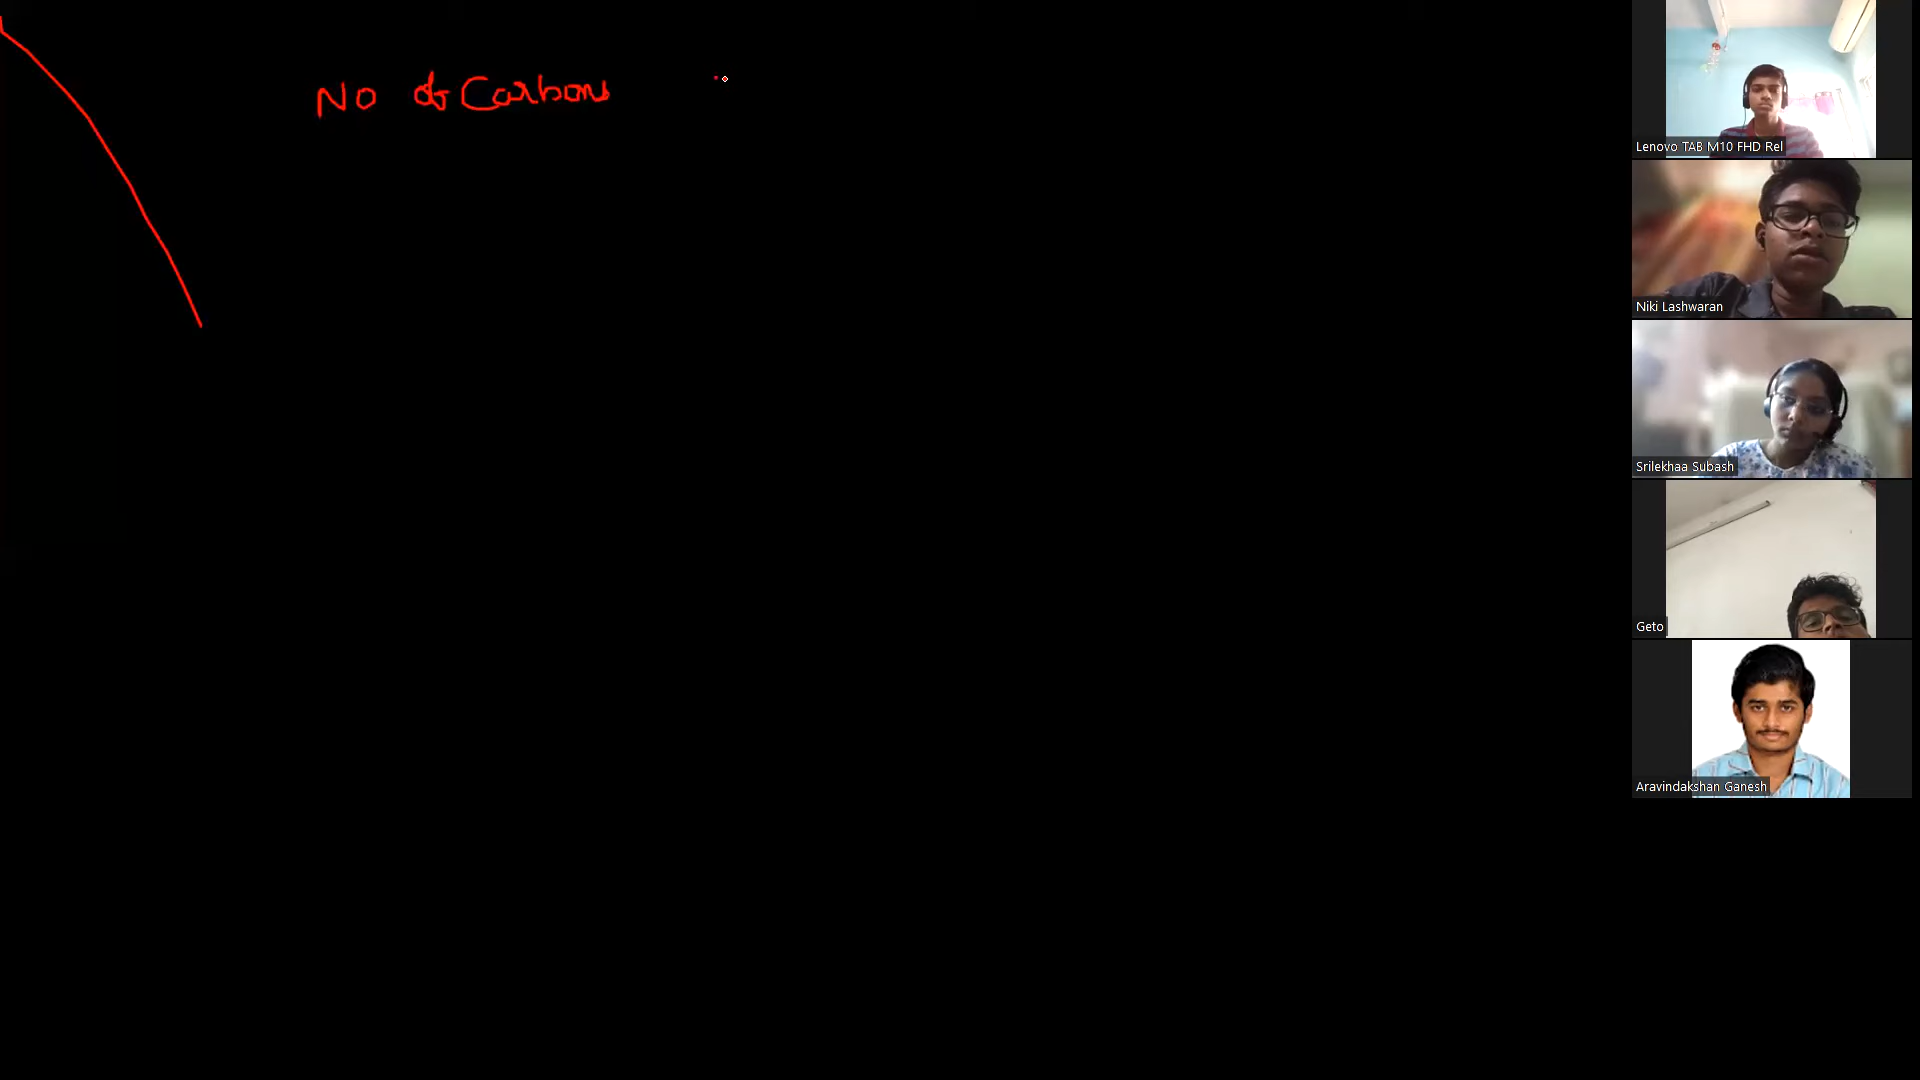 No of Carbons
Lenovo TAB M10 FHD Rel
Niki Lashwaran
Srilekhaa Subash
Geto
Aravindakshan Ganesh